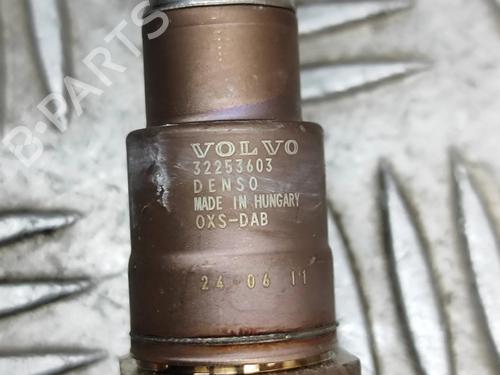 VOLVO
32253603
DENSO
MADE IN HUNGARY
OXS-DAB
24 06 11
B-PARTS